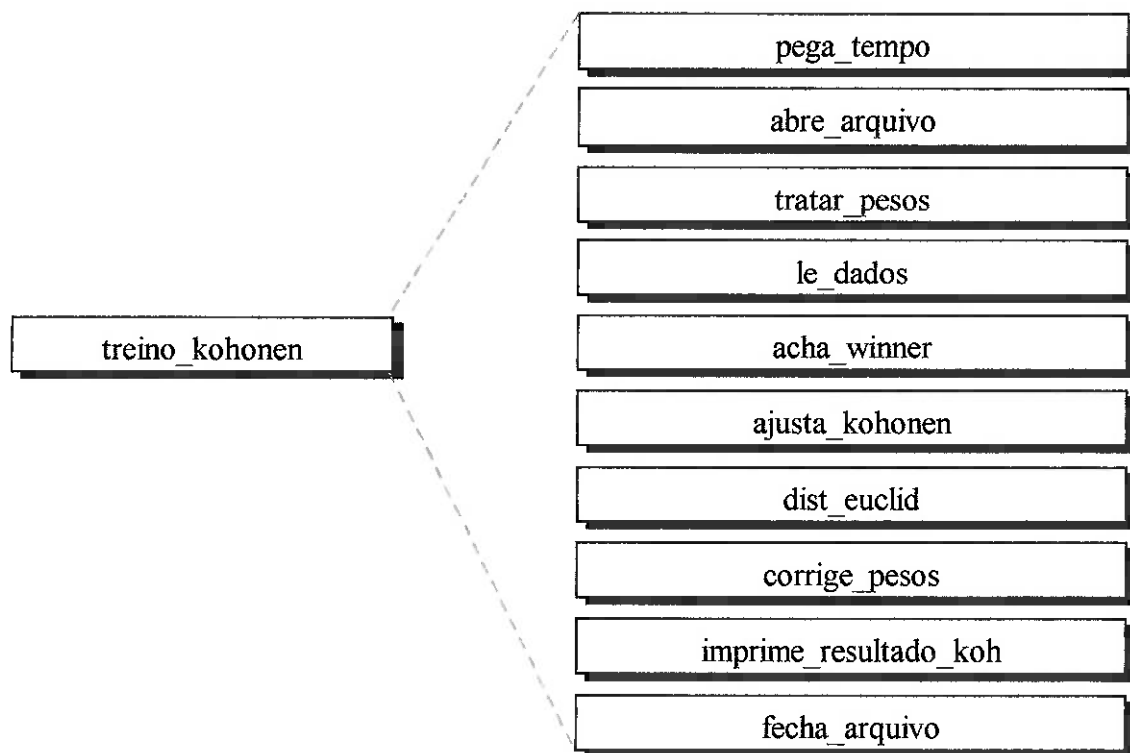 pega_tempo
abre_arquivo
tratar_pesos
le_dados
treino_kohonen
acha_winner
ajusta_kohonen
dist_euclid
corrige_pesos
imprime_resultado_koh
fecha_arquivo